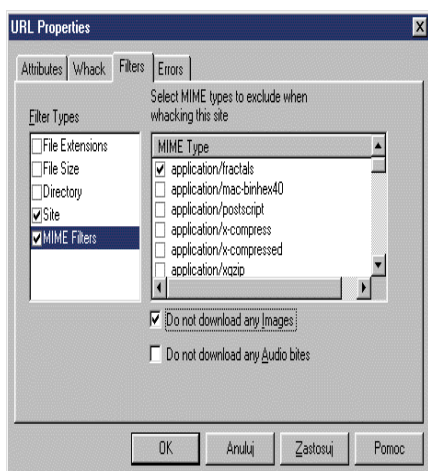 URL Properties
Attributes Whack Filters Errors
Filter Types
File Extensions
File Size
Directory
Site
MIME Filters
Select MIME types to exclude when
whacking this site
MIME Type
application/fractals
application/mac-binhex40
application/postscript
application/x-compress
application/x-compressed
application/xgzip
Do not download any Images
Do not download any Audio bites
OK Anuluj Zastosuj Pomoc